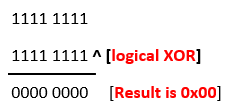 1111 1111
1111 1111 ^ [logical XOR]
0000 0000 [Result is 0x00]